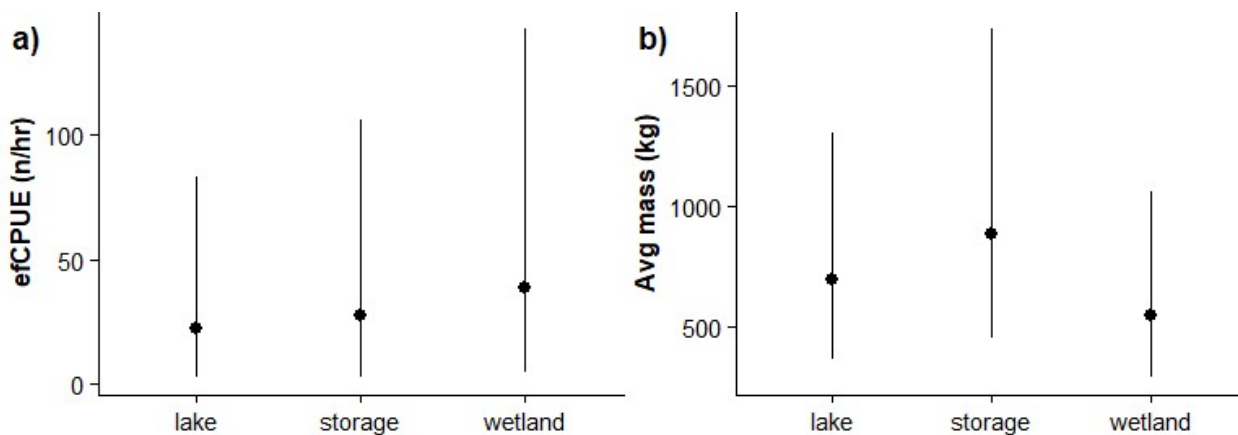 a)
efCPUE (n/hr)
100
50
0
lake storage wetland
b)
Avg mass (kg)
1500
1000
500
lake storage wetland